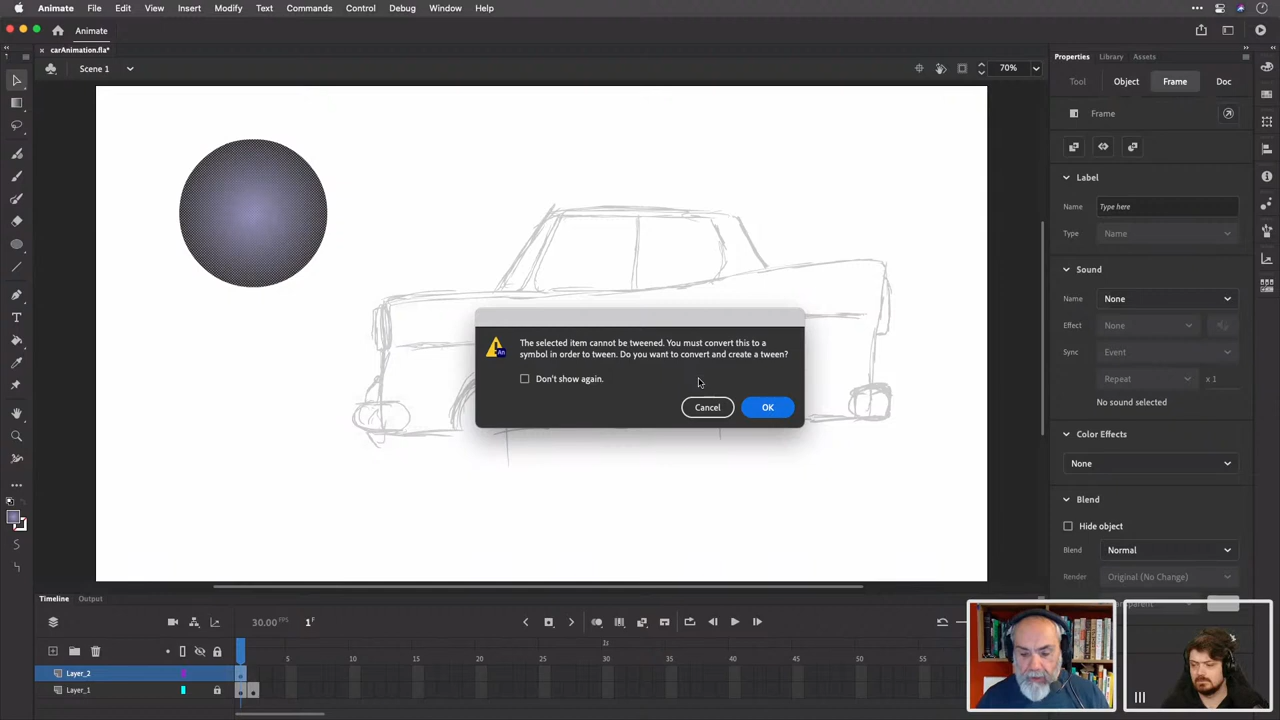 Animate File Edit View Insert Modify Text Commands Control Debug Window Help
Animate
carAnimation.fla*
Scene 1
70%
Properties Library Assets
Tool Object Frame Doc
Frame
Label
Name Type here
Type Name
Sound
Name None
Effect None
Sync Event
Repeat x 1
No sound selected
Color Effects
None
Blend
Hide object
Blend Normal
Render Original (No Change)
The selected item cannot be tweened. You must convert this to a
symbol in order to tween. Do you want to convert and create a tween?
An
Don't show again.
Cancel OK
Timeline Output
30.00 FPS 1 F
1s
5 10 15 20 25 30 35 40 45 50 55
Layer_2
Layer_1